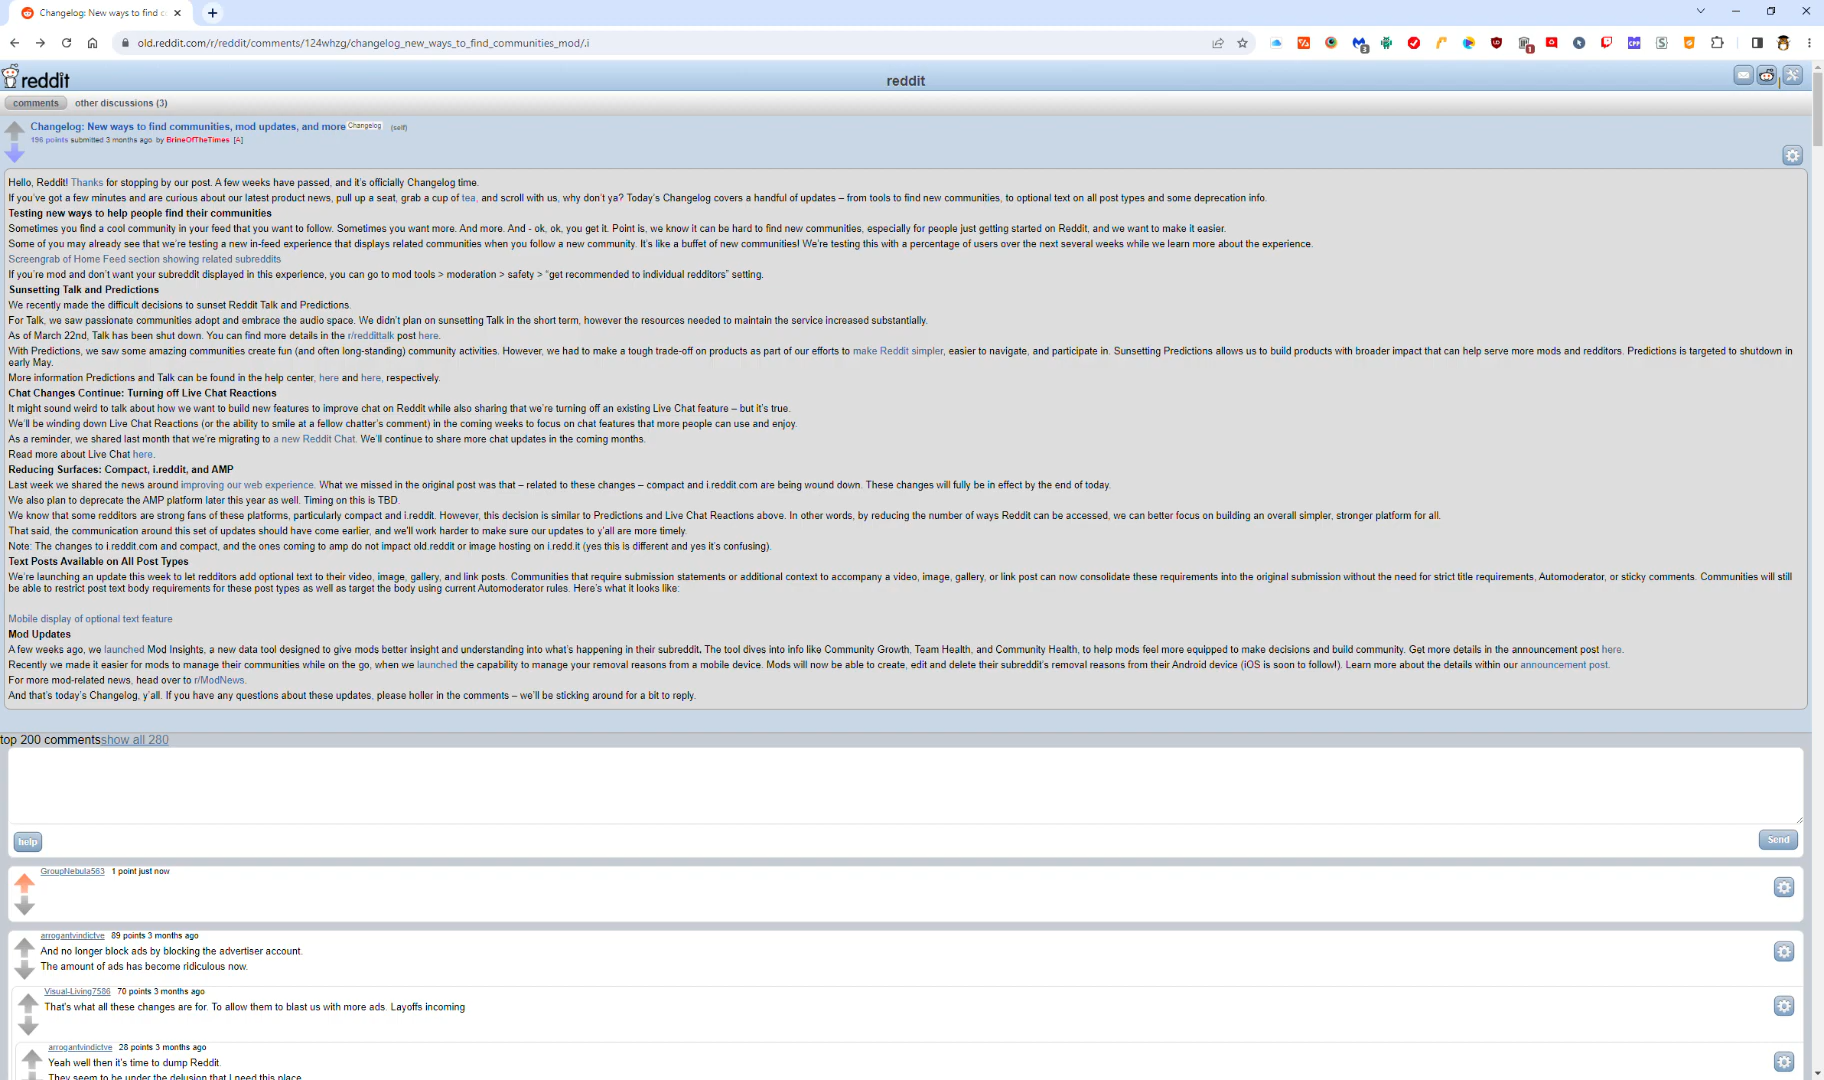 Changelog: New ways to find c
old.reddit.com/r/reddit/comments/124whzg/changelog_new_ways_to_find_communities_mod/.i
reddit
reddit
comments other discussions (3)
Changelog: New ways to find communities, mod updates, and more Changelog (self)
196 points submitted 3 months ago by BrineOfTheTimes [A]
Hello, Reddit! Thanks for stopping by our post. A few weeks have passed, and it's officially Changelog time.
If you've got a few minutes and are curious about our latest product news, pull up a seat, grab a cup of tea, and scroll with us, why don't ya? Today's Changelog covers a handful of updates – from tools to find new communities, to optional text on all post types and some deprecation info.
Testing new ways to help people find their communities
Sometimes you find a cool community in your feed that you want to follow. Sometimes you want more. And more. And - ok, ok, you get it. Point is, we know it can be hard to find new communities, especially for people just getting started on Reddit, and we want to make it easier.
Some of you may already see that we're testing a new in-feed experience that displays related communities when you follow a new community. It's like a buffet of new communities! We're testing this with a percentage of users over the next several weeks while we learn more about the experience.
Screengrab of Home Feed section showing related subreddits
If you're mod and don't want your subreddit displayed in this experience, you can go to mod tools > moderation > safety > "get recommended to individual redditors" setting.
Sunsetting Talk and Predictions
We recently made the difficult decisions to sunset Reddit Talk and Predictions.
For Talk, we saw passionate communities adopt and embrace the audio space. We didn't plan on sunsetting Talk in the short term, however the resources needed to maintain the service increased substantially.
As of March 22nd, Talk has been shut down. You can find more details in the r/reddittalk post here.
With Predictions, we saw some amazing communities create fun (and often long-standing) community activities. However, we had to make a tough trade-off on products as part of our efforts to make Reddit simpler, easier to navigate, and participate in. Sunsetting Predictions allows us to build products with broader impact that can help serve more mods and redditors. Predictions is targeted to shutdown in
early May.
More information Predictions and Talk can be found in the help center, here and here, respectively.
Chat Changes Continue: Turning off Live Chat Reactions
It might sound weird to talk about how we want to build new features to improve chat on Reddit while also sharing that we're turning off an existing Live Chat feature – but it's true.
We'll be winding down Live Chat Reactions (or the ability to smile at a fellow chatter's comment) in the coming weeks to focus on chat features that more people can use and enjoy.
As a reminder, we shared last month that we're migrating to a new Reddit Chat. We'll continue to share more chat updates in the coming months.
Read more about Live Chat here.
Reducing Surfaces: Compact, i.reddit, and AMP
Last week we shared the news around improving our web experience. What we missed in the original post was that – related to these changes – compact and i.reddit.com are being wound down. These changes will fully be in effect by the end of today.
We also plan to deprecate the AMP platform later this year as well. Timing on this is TBD.
We know that some redditors are strong fans of these platforms, particularly compact and i.reddit. However, this decision is similar to Predictions and Live Chat Reactions above. In other words, by reducing the number of ways Reddit can be accessed, we can better focus on building an overall simpler, stronger platform for all.
That said, the communication around this set of updates should have come earlier, and we'll work harder to make sure our updates to y'all are more timely.
Note: The changes to i.reddit.com and compact, and the ones coming to amp do not impact old.reddit or image hosting on i.redd.it (yes this is different and yes it's confusing).
Text Posts Available on All Post Types
We're launching an update this week to let redditors add optional text to their video, image, gallery, and link posts. Communities that require submission statements or additional context to accompany a video, image, gallery, or link post can now consolidate these requirements into the original submission without the need for strict title requirements, Automoderator, or sticky comments. Communities will still
be able to restrict post text body requirements for these post types as well as target the body using current Automoderator rules. Here's what it looks like:
Mobile display of optional text feature
Mod Updates
A few weeks ago, we launched Mod Insights, a new data tool designed to give mods better insight and understanding into what's happening in their subreddit. The tool dives into info like Community Growth, Team Health, and Community Health, to help mods feel more equipped to make decisions and build community. Get more details in the announcement post here.
Recently we made it easier for mods to manage their communities while on the go, when we launched the capability to manage your removal reasons from a mobile device. Mods will now be able to create, edit and delete their subreddit's removal reasons from their Android device (iOS is soon to follow!). Learn more about the details within our announcement post.
For more mod-related news, head over to r/ModNews.
And that's today's Changelog, y'all. If you have any questions about these updates, please holler in the comments – we'll be sticking around for a bit to reply.
top 200 commentsshow all 280
help Send
GroupNebula563 1 point just now
arrogantvindictve 89 points 3 months ago
And no longer block ads by blocking the advertiser account.
The amount of ads has become ridiculous now.
Visual-Living7586 70 points 3 months ago
That's what all these changes are for. To allow them to blast us with more ads. Layoffs incoming
arrogantvindictve 28 points 3 months ago
Yeah well then it's time to dump Reddit.
They seem to be under the delusion that I need this place